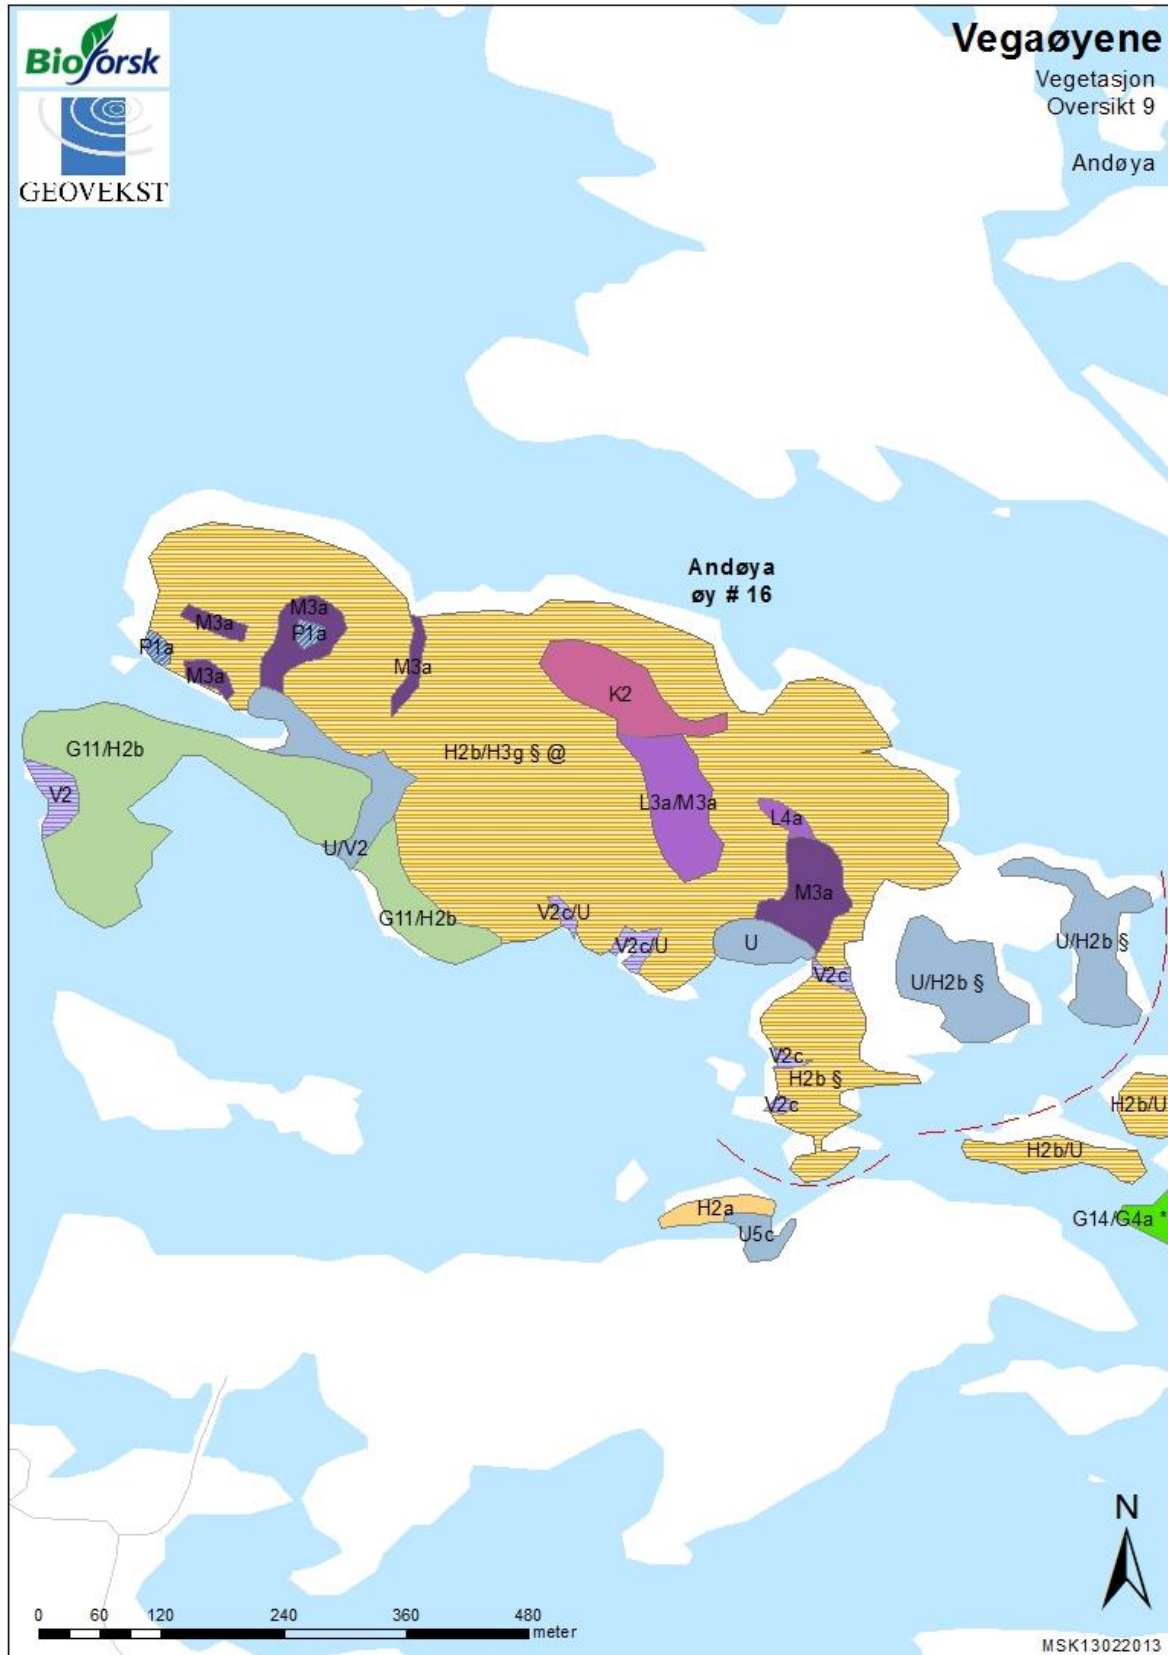 Bioforsk
GEOVEKST
Vegaøyene
Vegetasjon
Oversikt 9
Andøya
Andøya
øy # 16
M3a
M3a
P1a
P1a
M3a
M3a
K2
G11/H2b
H2b/H3g § @
V2
L3a/M3a
L4a
U/V2
M3a
V2c/U
G11/H2b
V2c/U
U
U/H2b §
V2c
U/H2b §
V2c
H2b §
V2c
H2b/U
H2b/U
H2a
G14/G4a *
U5c
N
0 60 120 240 360 480
meter
MSK13022013